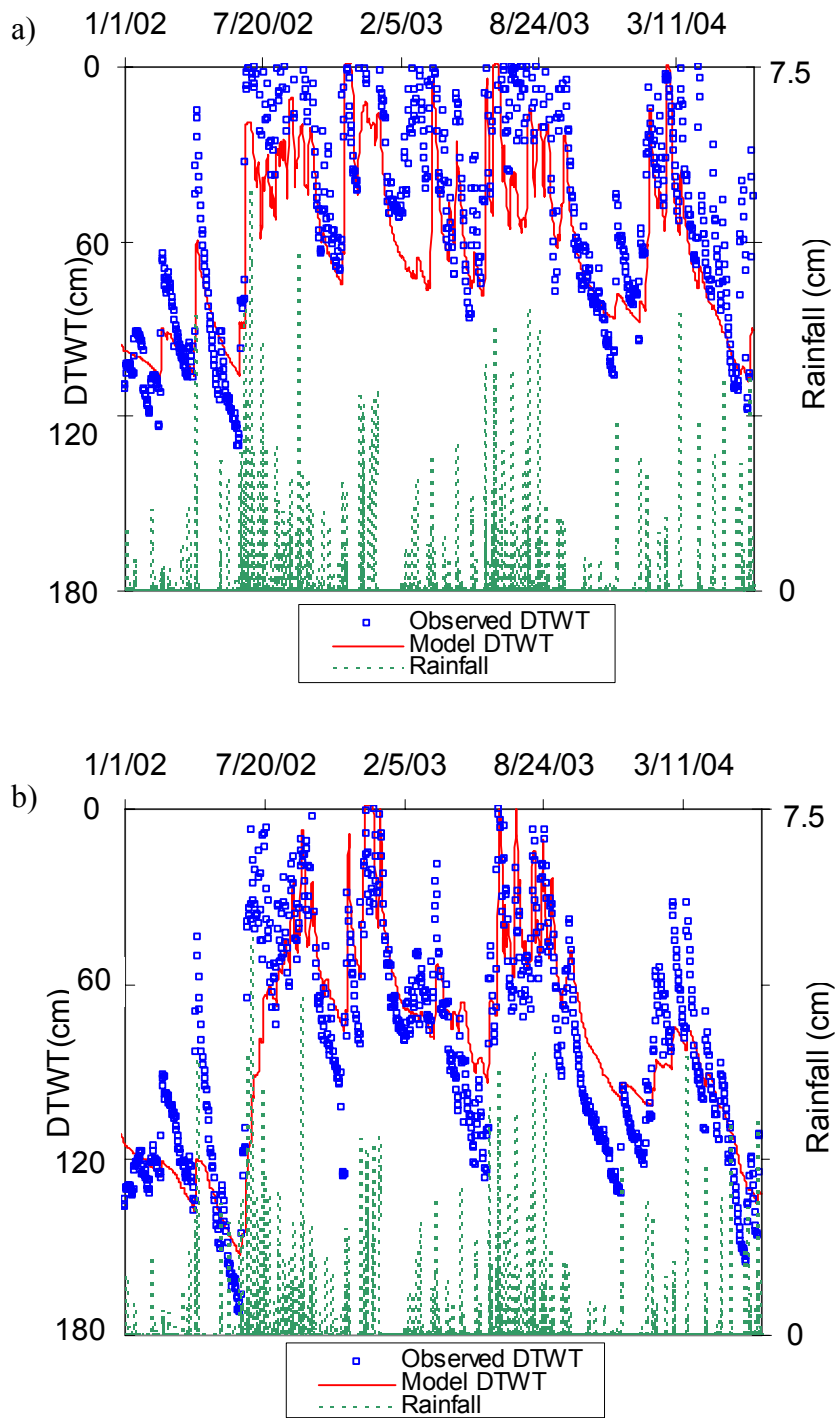 a)
1/1/02 7/20/02 2/5/03 8/24/03 3/11/04
0 7.5
60
DTWT(cm) Rainfall (cm)
120
180 0
Observed DTWT
Model DTWT
Rainfall
1/1/02 7/20/02 2/5/03 8/24/03 3/11/04
b)
0 7.5
60
DTWT(cm) Rainfall (cm)
120
180 0
Observed DTWT
Model DTWT
Rainfall